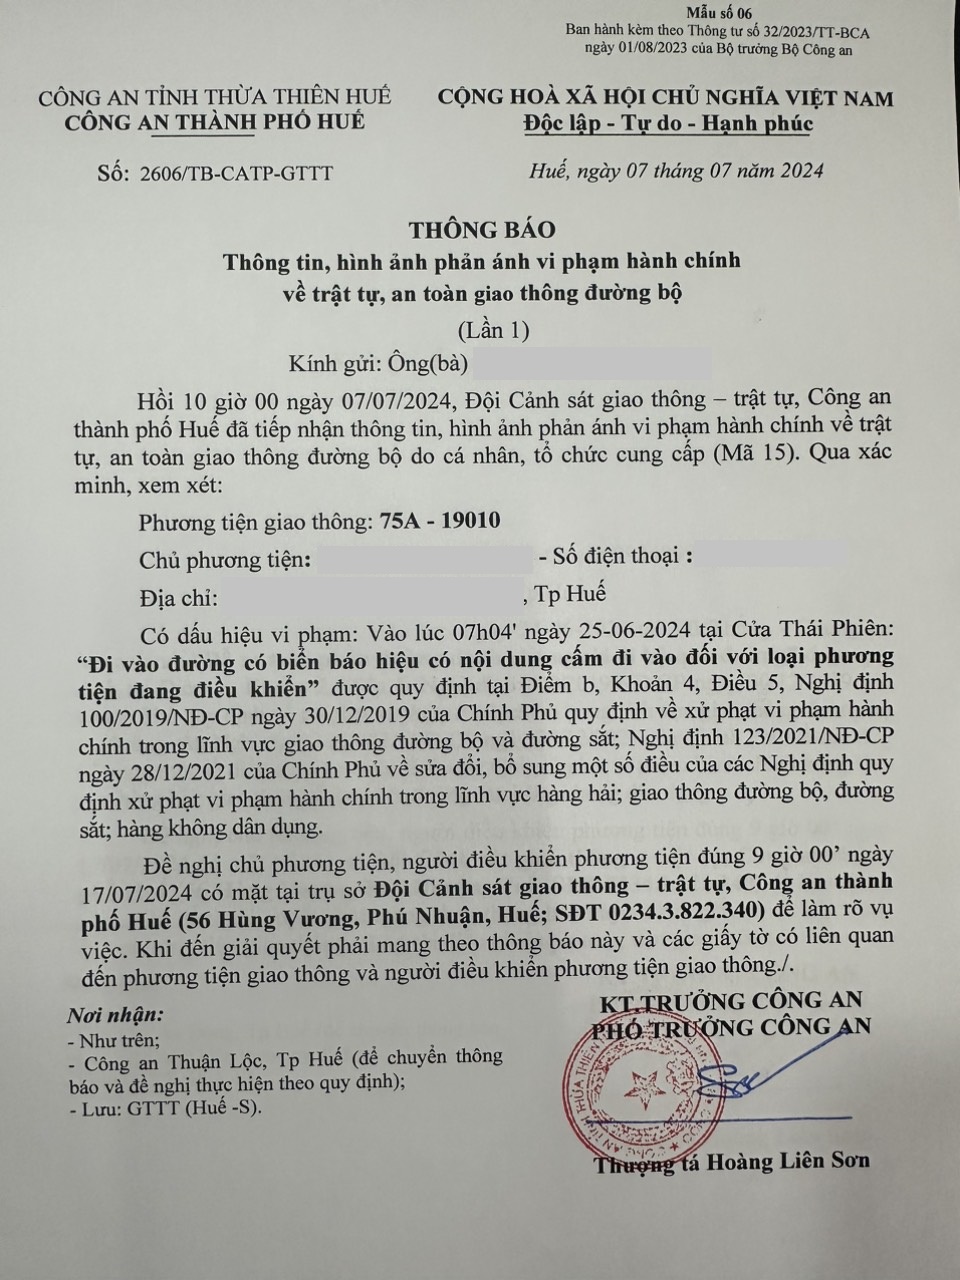 Mẫu số 06
Ban hành kèm theo Thông tư số 32/2023/TT-BCA
ngày 01/08/2023 của Bộ trưởng Bộ Công an
CÔNG AN TỈNH THỪA THIÊN HUẾ
CÔNG AN THÀNH PHỐ HUẾ
CỘNG HOÀ XÃ HỘI CHỦ NGHĨA VIỆT NAM
Độc lập - Tự do - Hạnh phúc
Số: 2606/TB-CATP-GTTT
Huế, ngày 07 tháng 07 năm 2024
THÔNG BÁO
Thông tin, hình ảnh phản ánh vi phạm hành chính
về trật tự, an toàn giao thông đường bộ
(Lần 1)
Kính gửi: Ông(bà)
Hồi 10 giờ 00 ngày 07/07/2024, Đội Cảnh sát giao thông – trật tự, Công an
thành phố Huế đã tiếp nhận thông tin, hình ảnh phản ánh vi phạm hành chính về trật
tự, an toàn giao thông đường bộ do cá nhân, tổ chức cung cấp (Mã 15). Qua xác
minh, xem xét:
Phương tiện giao thông: 75A - 19010
Chủ phương tiện: - Số điện thoại :
Địa chỉ: , Tp Huế
Có dấu hiệu vi phạm: Vào lúc 07h04' ngày 25-06-2024 tại Cửa Thái Phiên:
“Đi vào đường có biển báo hiệu có nội dung cấm đi vào đối với loại phương
tiện đang điều khiển” được quy định tại Điểm b, Khoản 4, Điều 5, Nghị định
100/2019/NĐ-CP ngày 30/12/2019 của Chính Phủ quy định về xử phạt vi phạm hành
chính trong lĩnh vực giao thông đường bộ và đường sắt; Nghị định 123/2021/NĐ-CP
ngày 28/12/2021 của Chính Phủ về sửa đổi, bổ sung một số điều của các Nghị định quy
định xử phạt vi phạm hành chính trong lĩnh vực hàng hải; giao thông đường bộ, đường
sắt; hàng không dân dụng.
Đề nghị chủ phương tiện, người điều khiển phương tiện đúng 9 giờ 00’ ngày
17/07/2024 có mặt tại trụ sở Đội Cảnh sát giao thông – trật tự, Công an thành
phố Huế (56 Hùng Vương, Phú Nhuận, Huế; SĐT 0234.3.822.340) để làm rõ vụ
việc. Khi đến giải quyết phải mang theo thông báo này và các giấy tờ có liên quan
đến phương tiện giao thông và người điều khiển phương tiện giao thông./.
Nơi nhận:
- Như trên;
- Công an Thuận Lộc, Tp Huế (để chuyển thông
báo và đề nghị thực hiện theo quy định);
- Lưu: GTTT (Huế -S).
KT.TRƯỞNG CÔNG AN
PHÓ TRƯỞNG CÔNG AN
Thượng tá Hoàng Liên Sơn